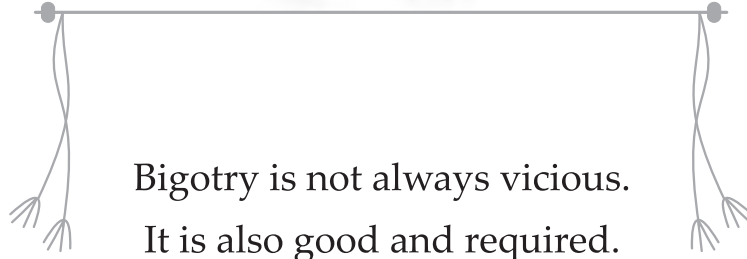 Bigotry is not always vicious.
It is also good and required.